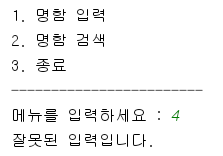 1. 명함 입력
2. 명함 검색
3. 종료
------------------------
메뉴를 입력하세요 : 4
잘못된 입력입니다.